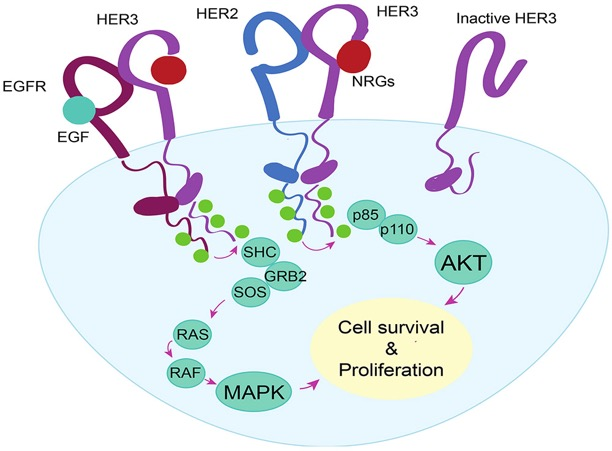 HER3
HER2
HER3
Inactive HER3
EGFR
NRGs
EGF
p85
p110
SHC
GRB2
AKT
SOS
RAS
Cell survival
&
Proliferation
RAF
MAPK